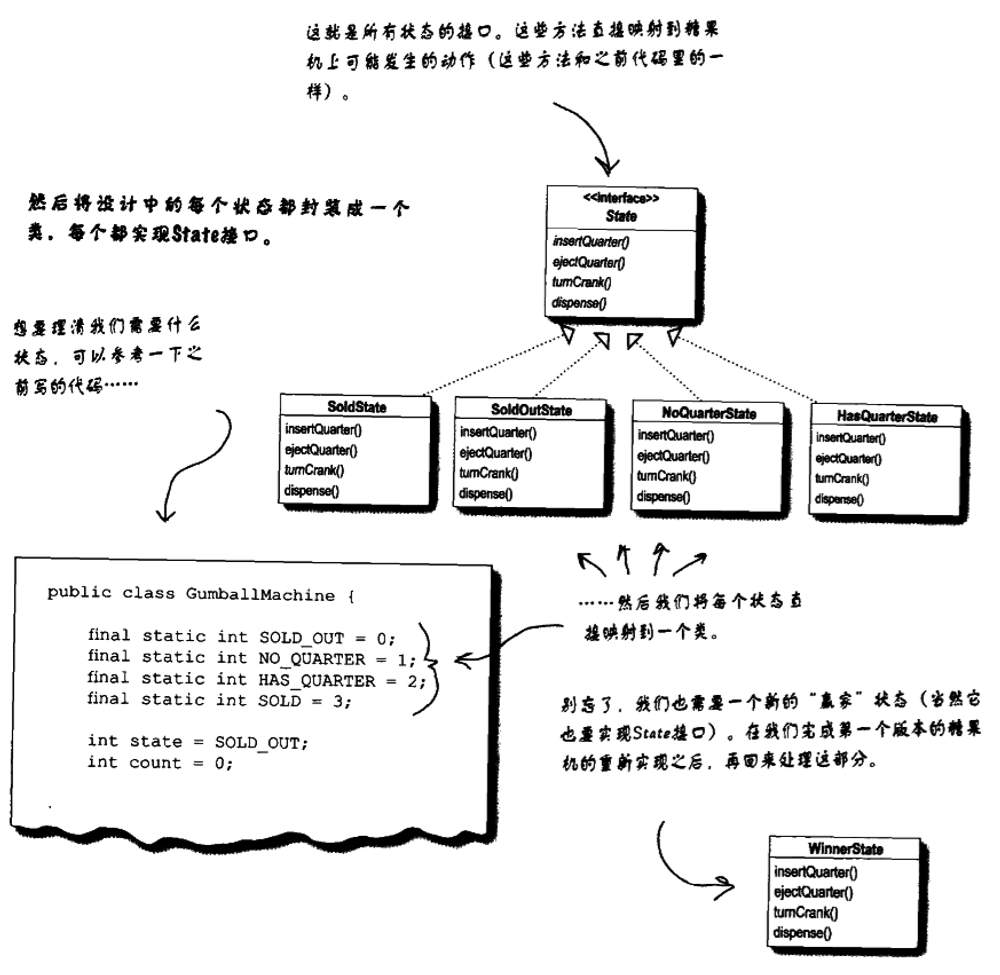 这就是所有状态的接口。这些方法直接映射到糖果
机上可能发生的动作（这些方法和之前代码里的一
样）。
然后将设计中的每个状态都封装成一个
类，每个都实现State接口。
<<interface>>
State
insertQuarter()
ejectQuarter()
turnCrank()
dispense()
想要理清我们需要什么
状态，可以参考一下之
前写的代码……
SoldState
insertQuarter()
ejectQuarter()
turnCrank()
dispense()
SoldOutState
insertQuarter()
ejectQuarter()
turnCrank()
dispense()
NoQuarterState
insertQuarter()
ejectQuarter()
turnCrank()
dispense()
HasQuarterState
insertQuarter()
ejectQuarter()
turnCrank()
dispense()
public class GumballMachine {
final static int SOLD_OUT = 0;
final static int NO_QUARTER = 1;
final static int HAS_QUARTER = 2;
final static int SOLD = 3;
int state = SOLD_OUT;
int count = 0;
……然后我们将每个状态直
接映射到一个类。
别忘了，我们也需要一个新的“赢家”状态（当然它
也要实现State接口）。在我们完成第一个版本的糖果
机的重新实现之后，再回来处理这部分。
WinnerState
insertQuarter()
ejectQuarter()
turnCrank()
dispense()